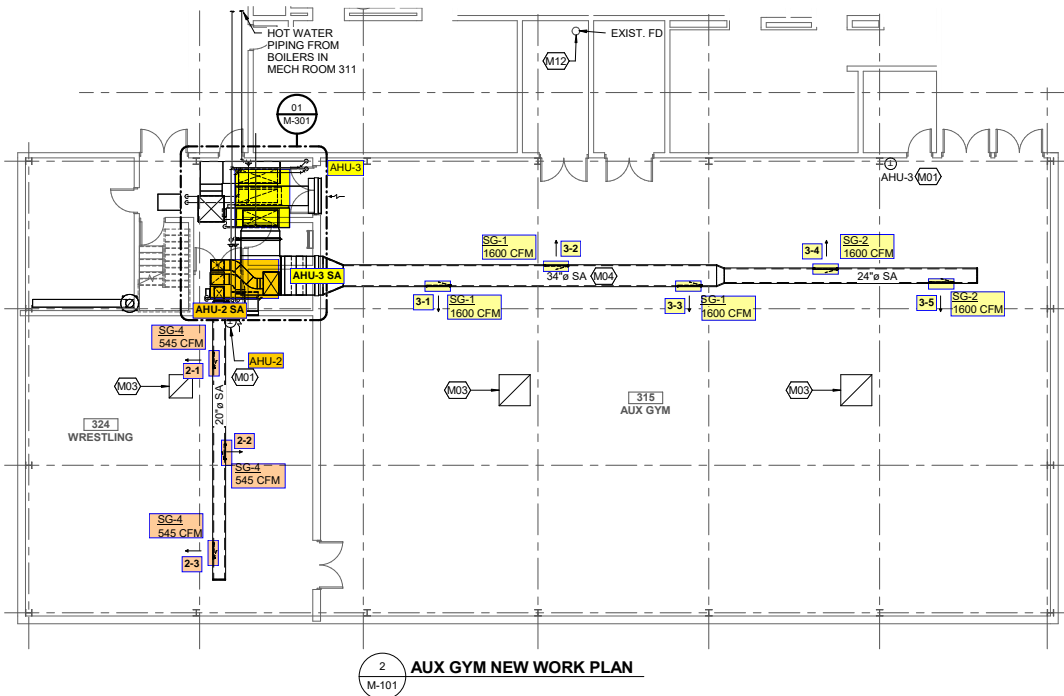 HOT WATER
PIPING FROM
BOILERS IN
MECH ROOM 311
EXIST. FD
M12
01
M-301
AHU-3
AHU-3
M01
SG-1
1600 CFM
3-2
3-4
SG-2
1600 CFM
AHU-3 SA
34"ø SA
M04
24"ø SA
3-1
SG-1
1600 CFM
3-3
SG-1
1600 CFM
3-5
SG-2
1600 CFM
AHU-2 SA
SG-4
545 CFM
AHU-2
2-1
M01
M03
M03
M03
20"ø SA
324
WRESTLING
315
AUX GYM
2-2
SG-4
545 CFM
SG-4
545 CFM
2-3
2
M-101
AUX GYM NEW WORK PLAN